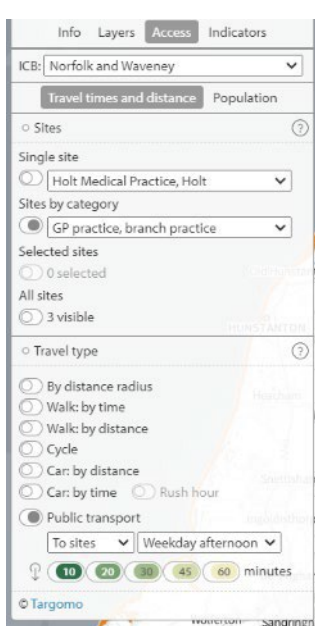 Info Layers Access Indicators
ICB: Norfolk and Waveney
Travel times and distance Population
Sites ?
Single site
Holt Medical Practice, Holt
Sites by category
GP practice, branch practice
Selected sites
0 selected
All sites
3 visible
HUNSTANTON
Travel type ?
By distance radius
Heacham
Walk: by time
Walk: by distance
Cycle
Car: by distance
Car: by time Rush hour
Public transport
To sites Weekday afternoon
10 20 30 45 60 minutes
© Targomo
Wolferton Sandringh